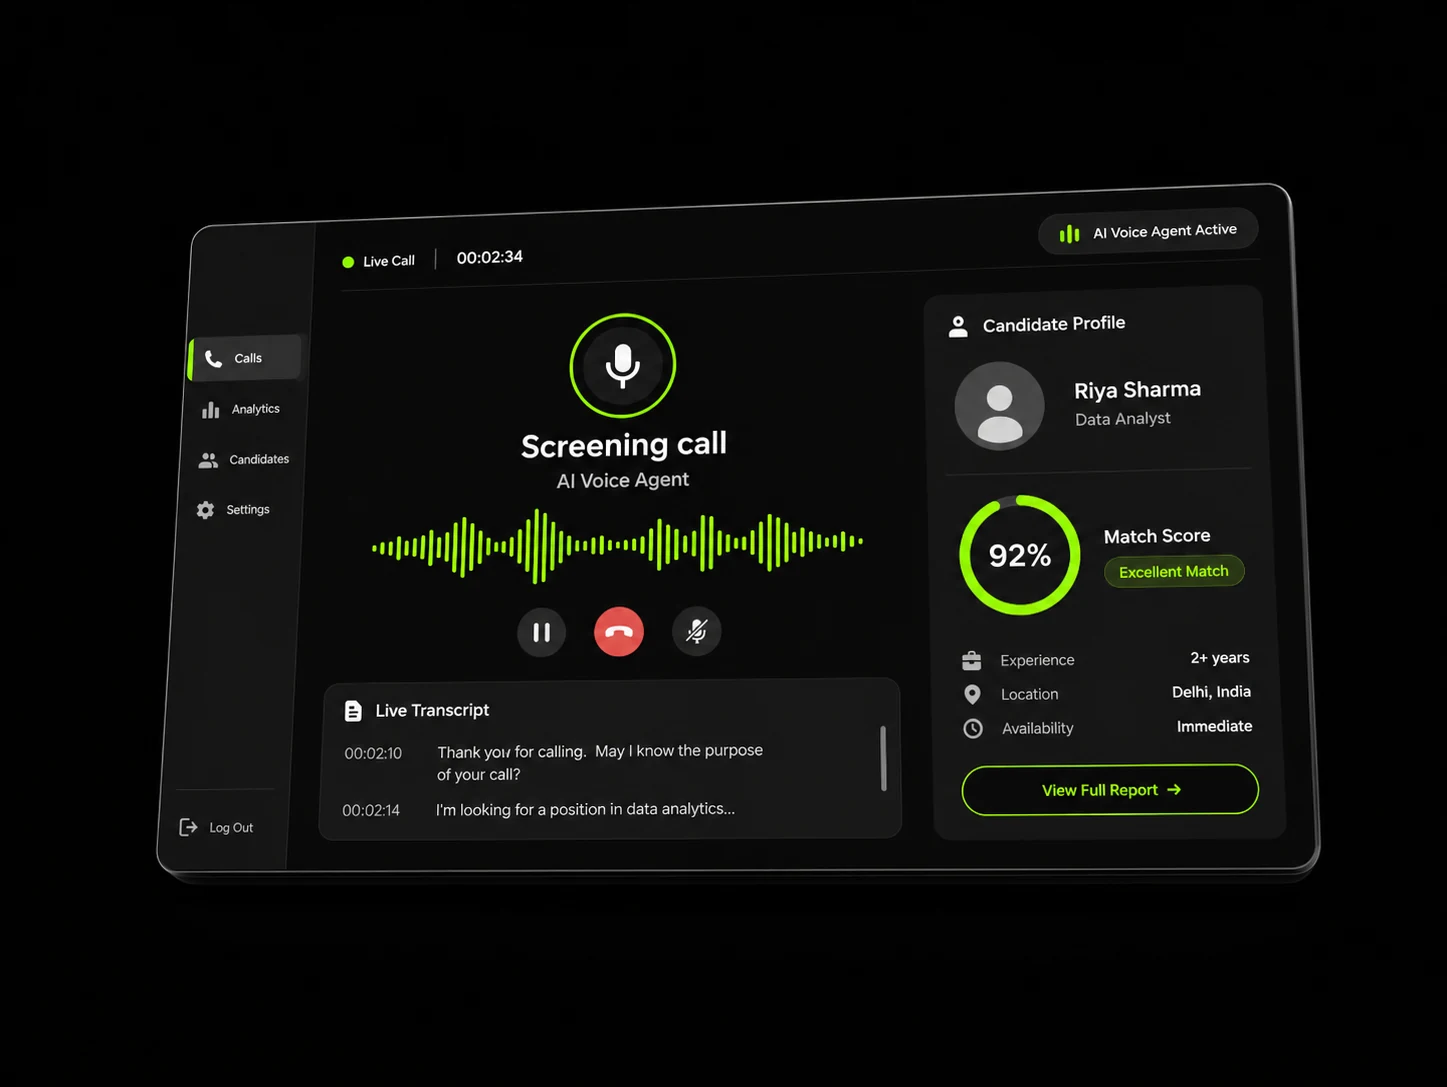 Live Call
00:02:34
AI Voice Agent Active
Calls
Analytics
Candidates
Settings
Log Out
Screening call
AI Voice Agent
Live Transcript
00:02:10
Thank you for calling. May I know the purpose
of your call?
00:02:14
I'm looking for a position in data analytics...
Candidate Profile
Riya Sharma
Data Analyst
92%
Match Score
Excellent Match
Experience
2+ years
Location
Delhi, India
Availability
Immediate
View Full Report →